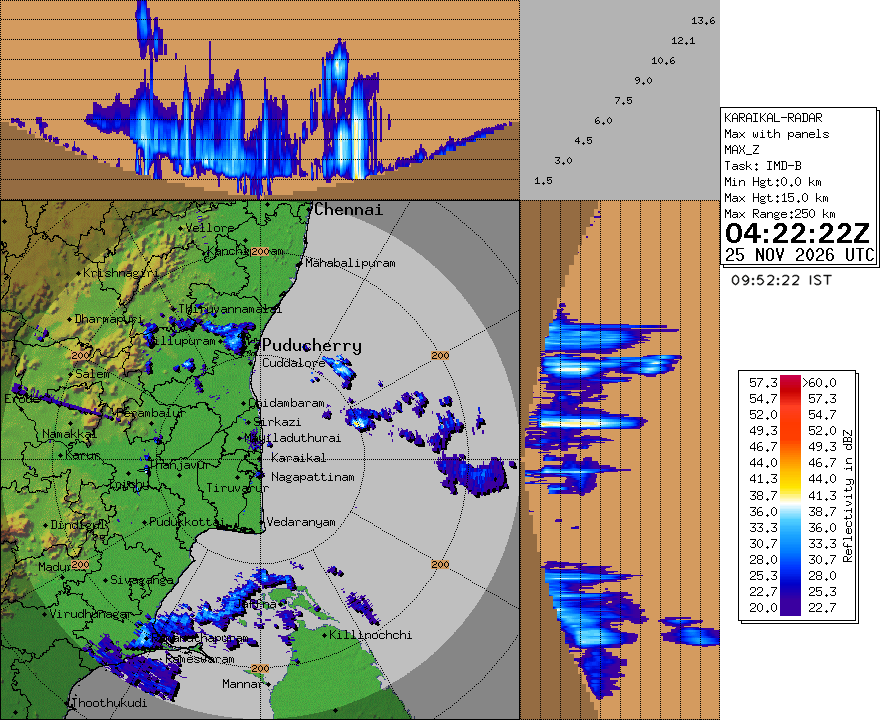 13.6
12.1
10.6
9.0
7.5
6.0
4.5
3.0
1.5
KARAIKAL-RADAR
Max with panels
MAX_Z
Task: IMD-B
Min Hgt:0.0 km
Max Hgt:15.0 km
Max Range:250 km
04:22:22Z
25 NOV 2026 UTC
09:52:22 IST
Chennai
Vellore
200
Mahabalipuram
Krishnagiri
Thiruvannamalai
Dharmapuri
Puducherry
200
200
Cuddalore
Salem
Chidambaram
Perambalur
Sirkazi
Namakkal
Mayiladuthurai
Karur
Karaikal
Thanjavur
Nagapattinam
Tiruvarur
Pudukkottai
Vedaranyam
Dindigul
200
200
Sivaganga
Virudhunagar
Killinochchi
Rameswaram
200
Mannar
Thoothukudi
57.3 >60.0
54.7 57.3
52.0 54.7
49.3 52.0
46.7 49.3
44.0 46.7
41.3 44.0
38.7 41.3
36.0 38.7
33.3 36.0
30.7 33.3
28.0 30.7
25.3 28.0
22.7 25.3
20.0 22.7
Reflectivity in dBZ